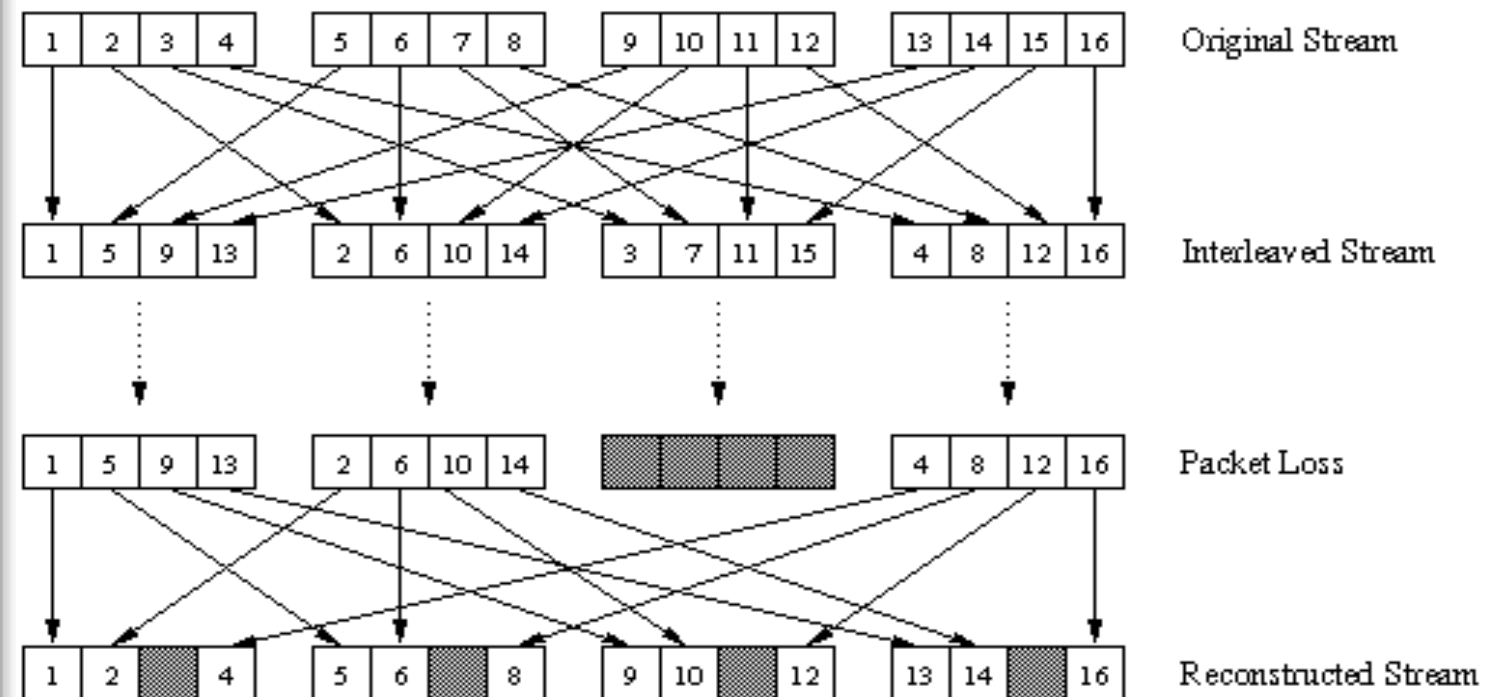 1 2 3 4 5 6 7 8 9 10 11 12 13 14 15 16 Original Stream
1 5 9 13 2 6 10 14 3 7 11 15 4 8 12 16 Interleaved Stream
1 5 9 13 2 6 10 14 4 8 12 16 Packet Loss
1 2 4 5 6 8 9 10 12 13 14 16 Reconstructed Stream